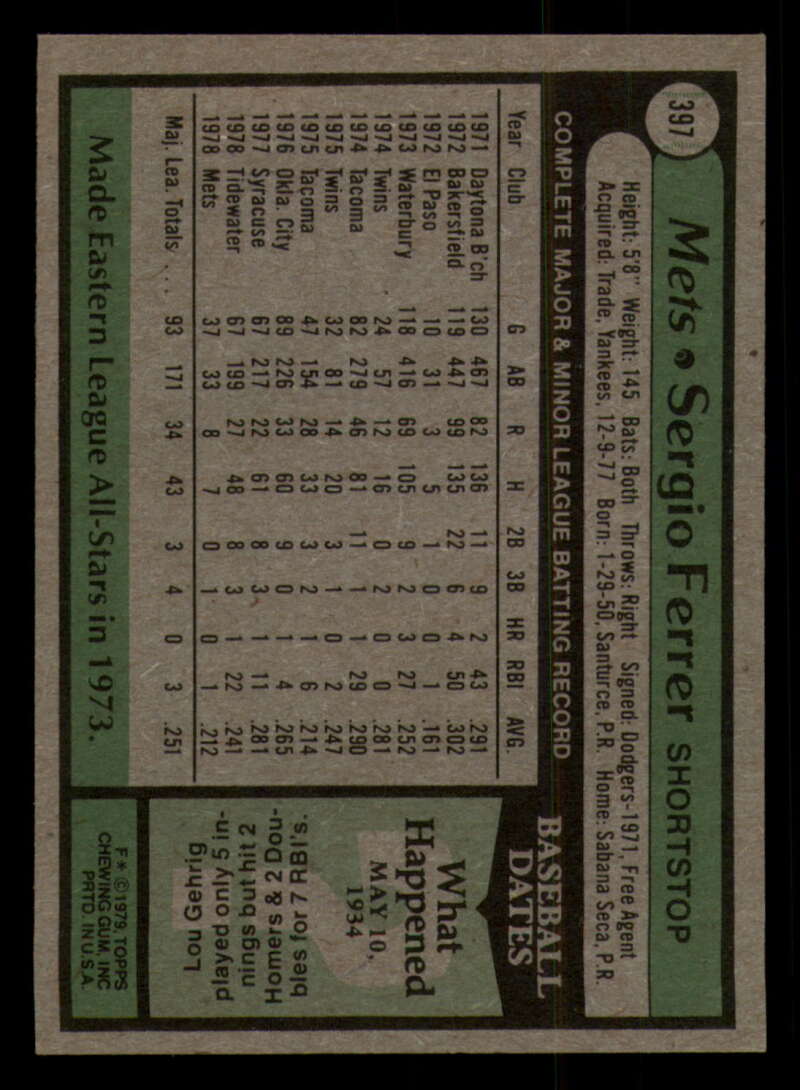 397
Mets • Sergio Ferrer SHORTSTOP
Height: 5'8" Weight: 145 Bats: Both Throws: Right Signed: Dodgers-1971, Free Agent
Acquired: Trade, Yankees, 12-9-77 Born: 1-29-50, Santurce, P.R. Home: Sabana Seca, P.R.
COMPLETE MAJOR & MINOR LEAGUE BATTING RECORD
Year Club G AB R H 2B 3B HR RBI AVG.
1971 Daytona B'ch 130 467 82 136 11 9 2 43 .291
1972 Bakersfield 119 447 99 135 22 6 4 50 .302
1972 El Paso 10 31 3 5 1 0 0 1 .161
1973 Waterbury 118 416 69 105 9 2 3 27 .252
1974 Twins 24 57 12 16 0 2 0 0 .281
1974 Tacoma 82 279 46 81 11 1 1 29 .290
1975 Twins 32 81 14 20 3 1 0 2 .247
1975 Tacoma 47 154 28 33 3 2 1 6 .214
1976 Okla. City 89 226 33 60 9 0 1 4 .265
1977 Syracuse 67 217 22 61 8 3 1 11 .281
1978 Tidewater 67 199 27 48 8 3 1 22 .241
1978 Mets 37 33 8 7 0 1 0 1 .212
Maj. Lea. Totals . . . 93 171 34 43 3 4 0 3 .251
Made Eastern League All-Stars in 1973.
BASEBALL
DATES
What
Happened
MAY 10,
1934
Lou Gehrig
played only 5 in-
nings but hit 2
Homers & 2 Dou-
bles for 7 RBI's.
F * © 1979, TOPPS
CHEWING GUM, INC
PRTD. IN U.S.A.